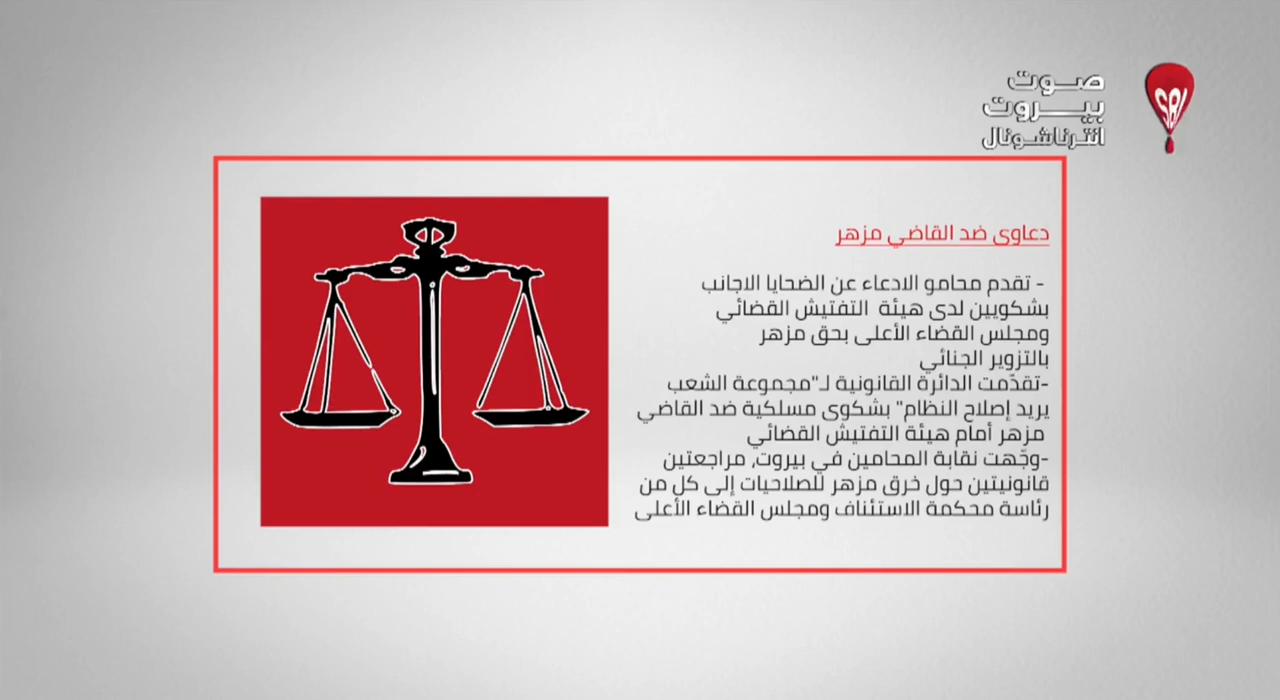 صوت
بيروت
انترناشونال
SBI
دعاوى ضد القاضي مزهر
- تقدم محامو الادعاء عن الضحايا الاجانب
بشكويين لدى هيئة التفتيش القضائي
ومجلس القضاء الأعلى بحق مزهر
بالتزوير الجنائي
-تقدّمت الدائرة القانونية لـ"مجموعة الشعب
يريد إصلاح النظام" بشكوى مسلكية ضد القاضي
مزهر أمام هيئة التفتيش القضائي
-وجّهت نقابة المحامين في بيروت، مراجعتين
قانونيتين حول خرق مزهر للصلاحيات إلى كل من
رئاسة محكمة الاستئناف ومجلس القضاء الأعلى